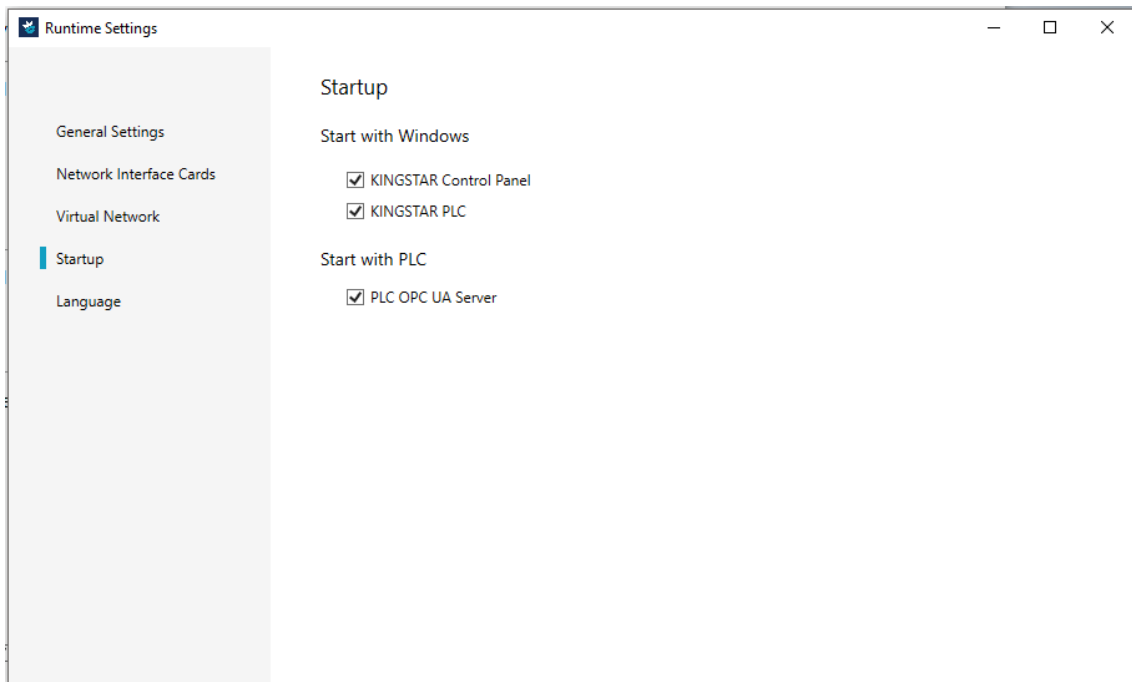 Runtime Settings
General Settings
Network Interface Cards
Virtual Network
Startup
Language
Startup
Start with Windows
KINGSTAR Control Panel
KINGSTAR PLC
Start with PLC
PLC OPC UA Server